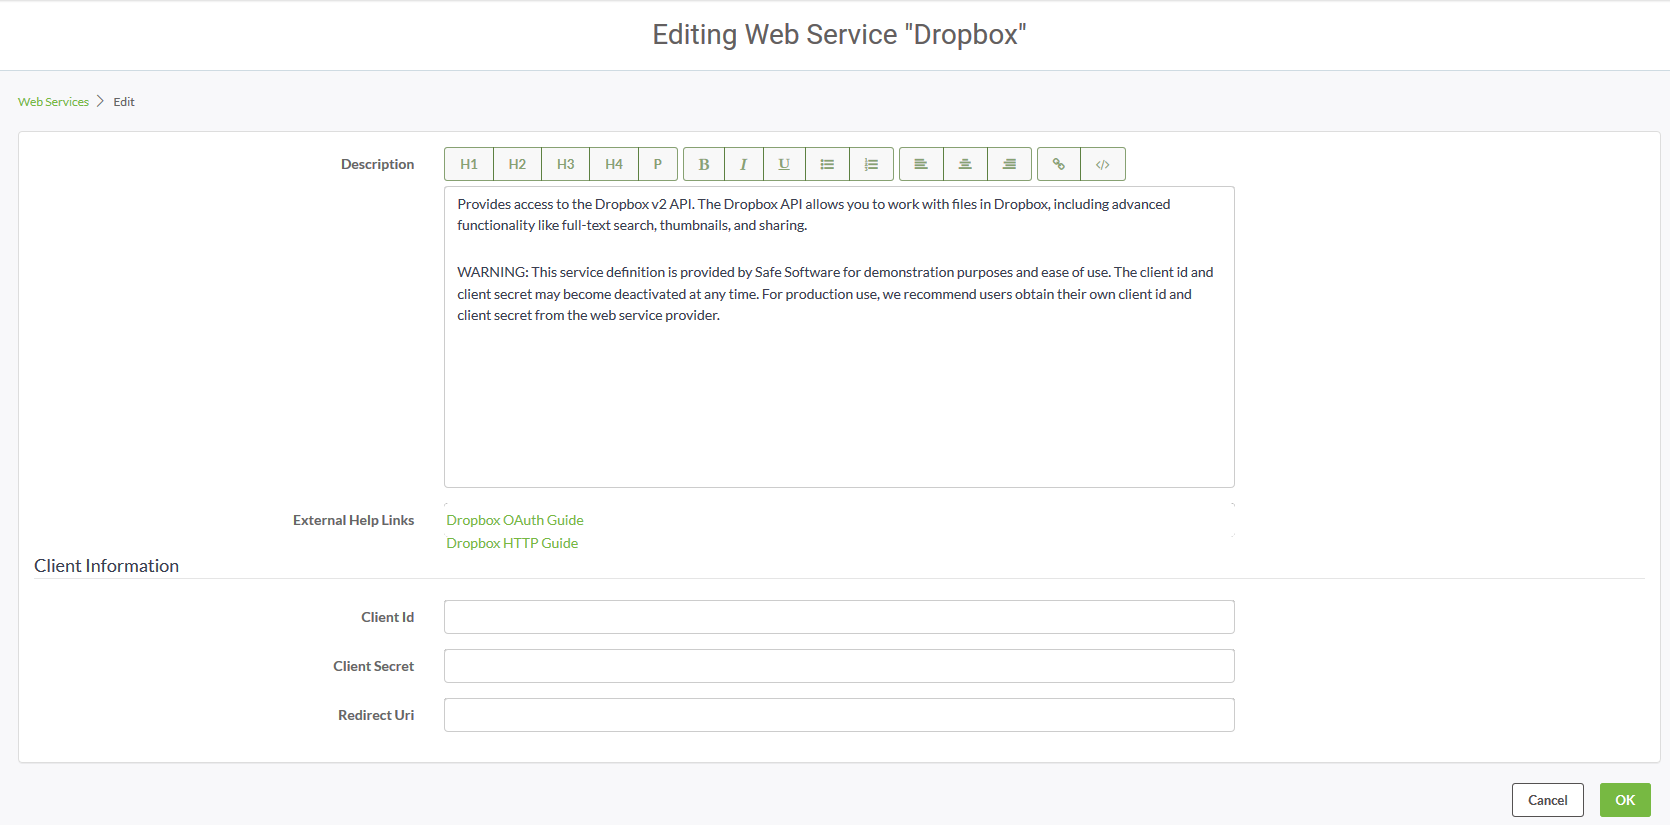 Editing Web Service "Dropbox"
Web Services > Edit
Description
H1 H2 H3 H4 P B I U </>
Provides access to the Dropbox v2 API. The Dropbox API allows you to work with files in Dropbox, including advanced
functionality like full-text search, thumbnails, and sharing.
WARNING: This service definition is provided by Safe Software for demonstration purposes and ease of use. The client id and
client secret may become deactivated at any time. For production use, we recommend users obtain their own client id and
client secret from the web service provider.
External Help Links
Dropbox OAuth Guide
Dropbox HTTP Guide
Client Information
Client Id
Client Secret
Redirect Uri
Cancel OK